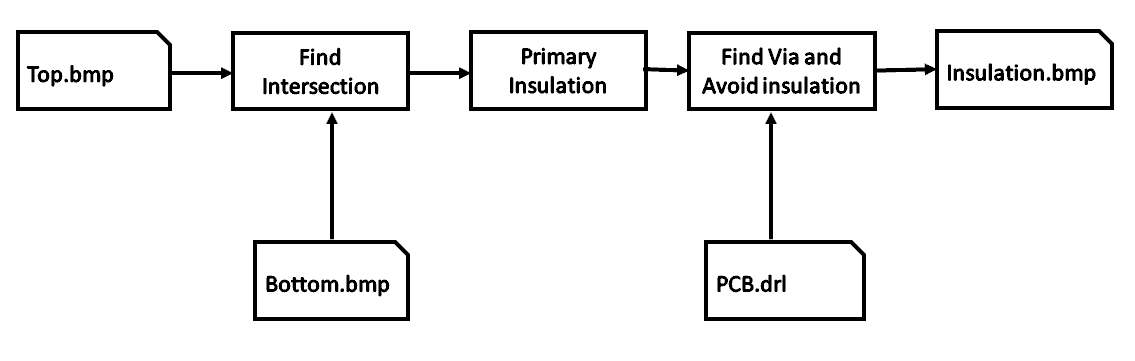 Top.bmp
Find
Intersection
Primary
Insulation
Find Via and
Avoid insulation
Insulation.bmp
Bottom.bmp
PCB.drl